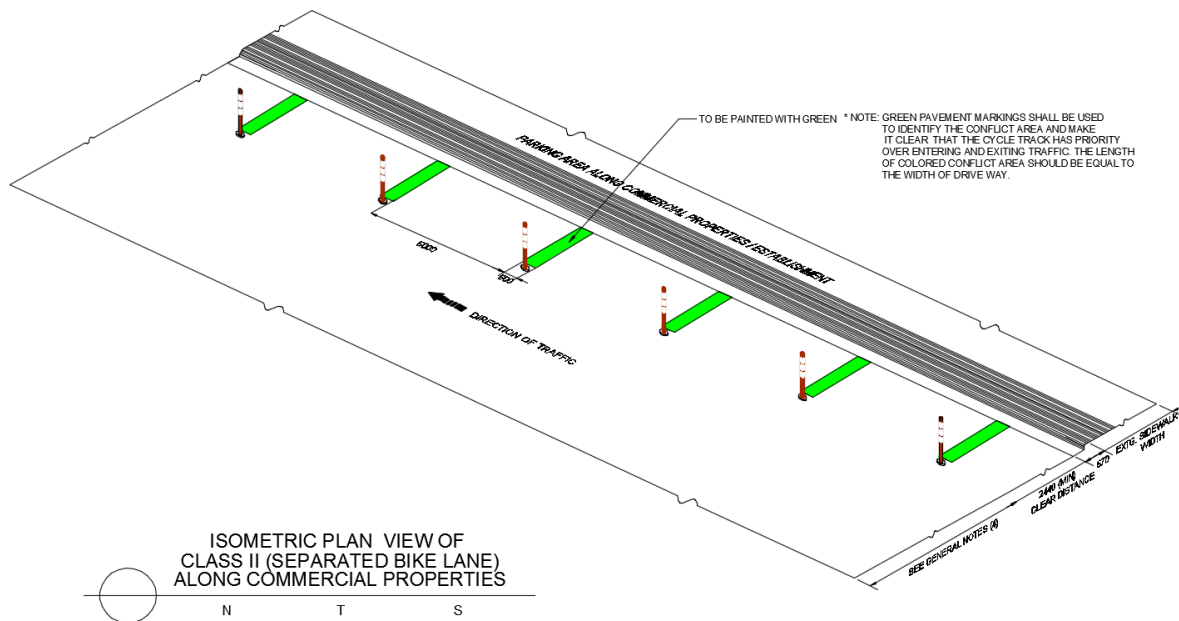 TO BE PAINTED WITH GREEN
* NOTE: GREEN PAVEMENT MARKINGS SHALL BE USED
TO IDENTIFY THE CONFLICT AREA AND MAKE
IT CLEAR THAT THE CYCLE TRACK HAS PRIORITY
OVER ENTERING AND EXITING TRAFFIC. THE LENGTH
OF COLORED CONFLICT AREA SHOULD BE EQUAL TO
THE WIDTH OF DRIVE WAY.
PARKING AREA ALONG COMMERCIAL PROPERTIES / ESTABLISHMENT
6000
600
DIRECTION OF TRAFFIC
EXTG. SIDEWALK
WIDTH
670
2440 (MIN)
CLEAR DISTANCE
SEE GENERAL NOTES (4)
ISOMETRIC PLAN VIEW OF
CLASS II (SEPARATED BIKE LANE)
ALONG COMMERCIAL PROPERTIES
N T S